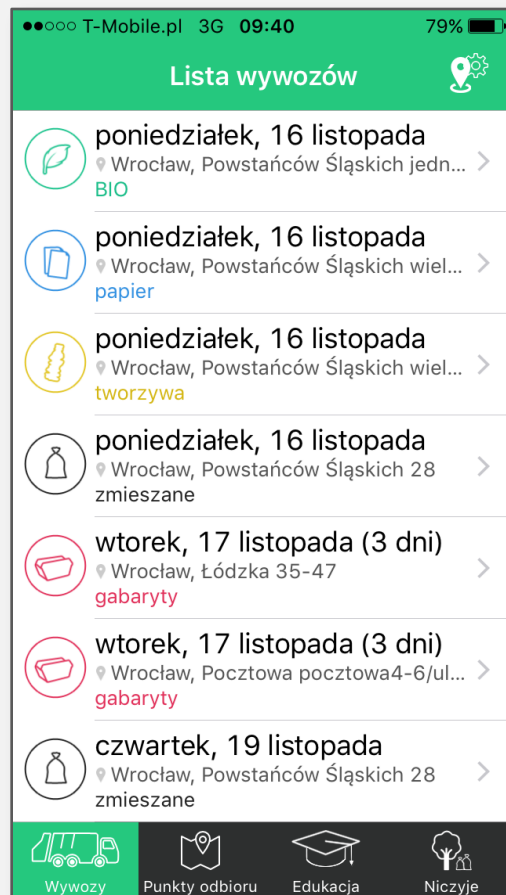 T-Mobile.pl 3G 09:40 79%
Lista wywozów
poniedziałek, 16 listopada
Wrocław, Powstańców Śląskich jedn...
BIO
poniedziałek, 16 listopada
Wrocław, Powstańców Śląskich wiel...
papier
poniedziałek, 16 listopada
Wrocław, Powstańców Śląskich wiel...
tworzywa
poniedziałek, 16 listopada
Wrocław, Powstańców Śląskich 28
zmieszane
wtorek, 17 listopada (3 dni)
Wrocław, Łódzka 35-47
gabaryty
wtorek, 17 listopada (3 dni)
Wrocław, Pocztowa pocztowa4-6/ul...
gabaryty
czwartek, 19 listopada
Wrocław, Powstańców Śląskich 28
zmieszane
Wywozy Punkty odbioru Edukacja Niczyje